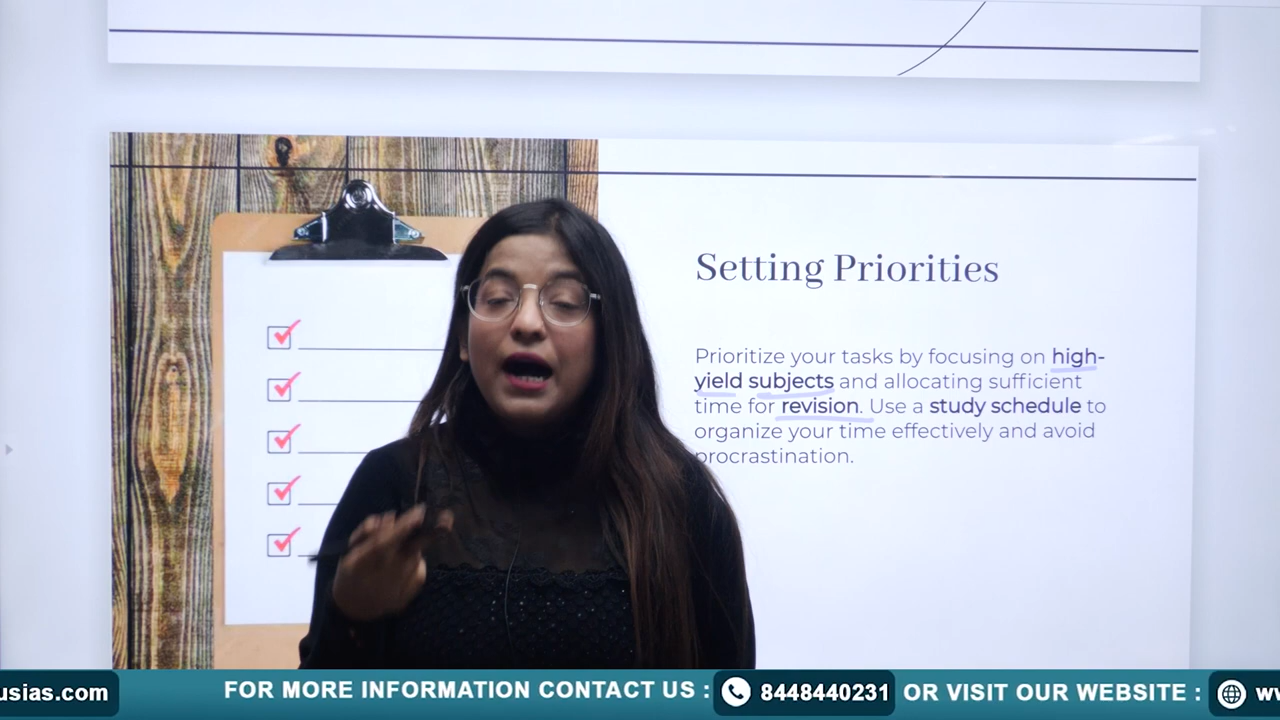 Setting Priorities
Prioritize your tasks by focusing on high-
yield subjects and allocating sufficient
time for revision. Use a study schedule to
organize your time effectively and avoid
procrastination.
usias.com FOR MORE INFORMATION CONTACT US : 8448440231 OR VISIT OUR WEBSITE :